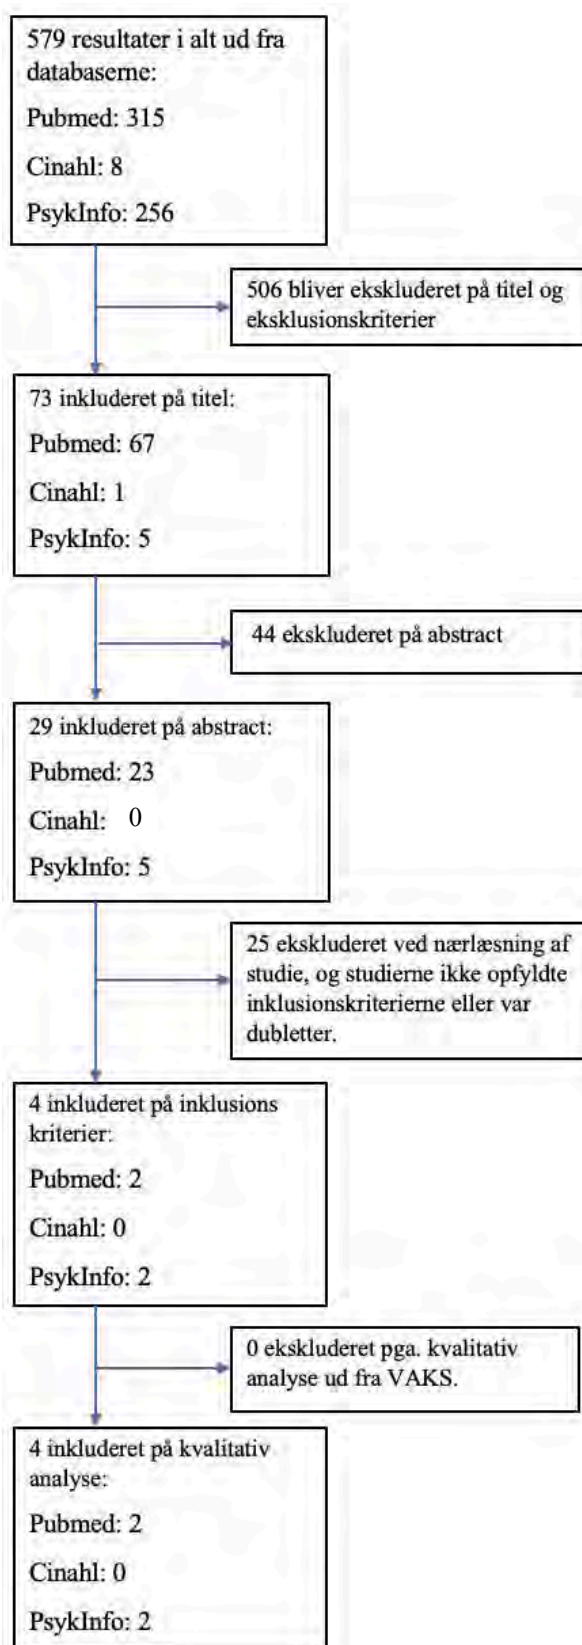 579 resultater i alt ud fra
databaserne:
Pubmed: 315
Cinahl: 8
PsykInfo: 256
506 bliver ekskluderet på titel og
eksklusionskriterier
73 inkluderet på titel:
Pubmed: 67
Cinahl: 1
PsykInfo: 5
44 ekskluderet på abstract
29 inkluderet på abstract:
Pubmed: 23
Cinahl: 0
PsykInfo: 5
25 ekskluderet ved nærlæsning af
studie, og studierne ikke opfyldte
inklusionskriterierne eller var
dubletter.
4 inkluderet på inklusions
kriterier:
Pubmed: 2
Cinahl: 0
PsykInfo: 2
0 ekskluderet pga. kvalitativ
analyse ud fra VAKS.
4 inkluderet på kvalitativ
analyse:
Pubmed: 2
Cinahl: 0
PsykInfo: 2